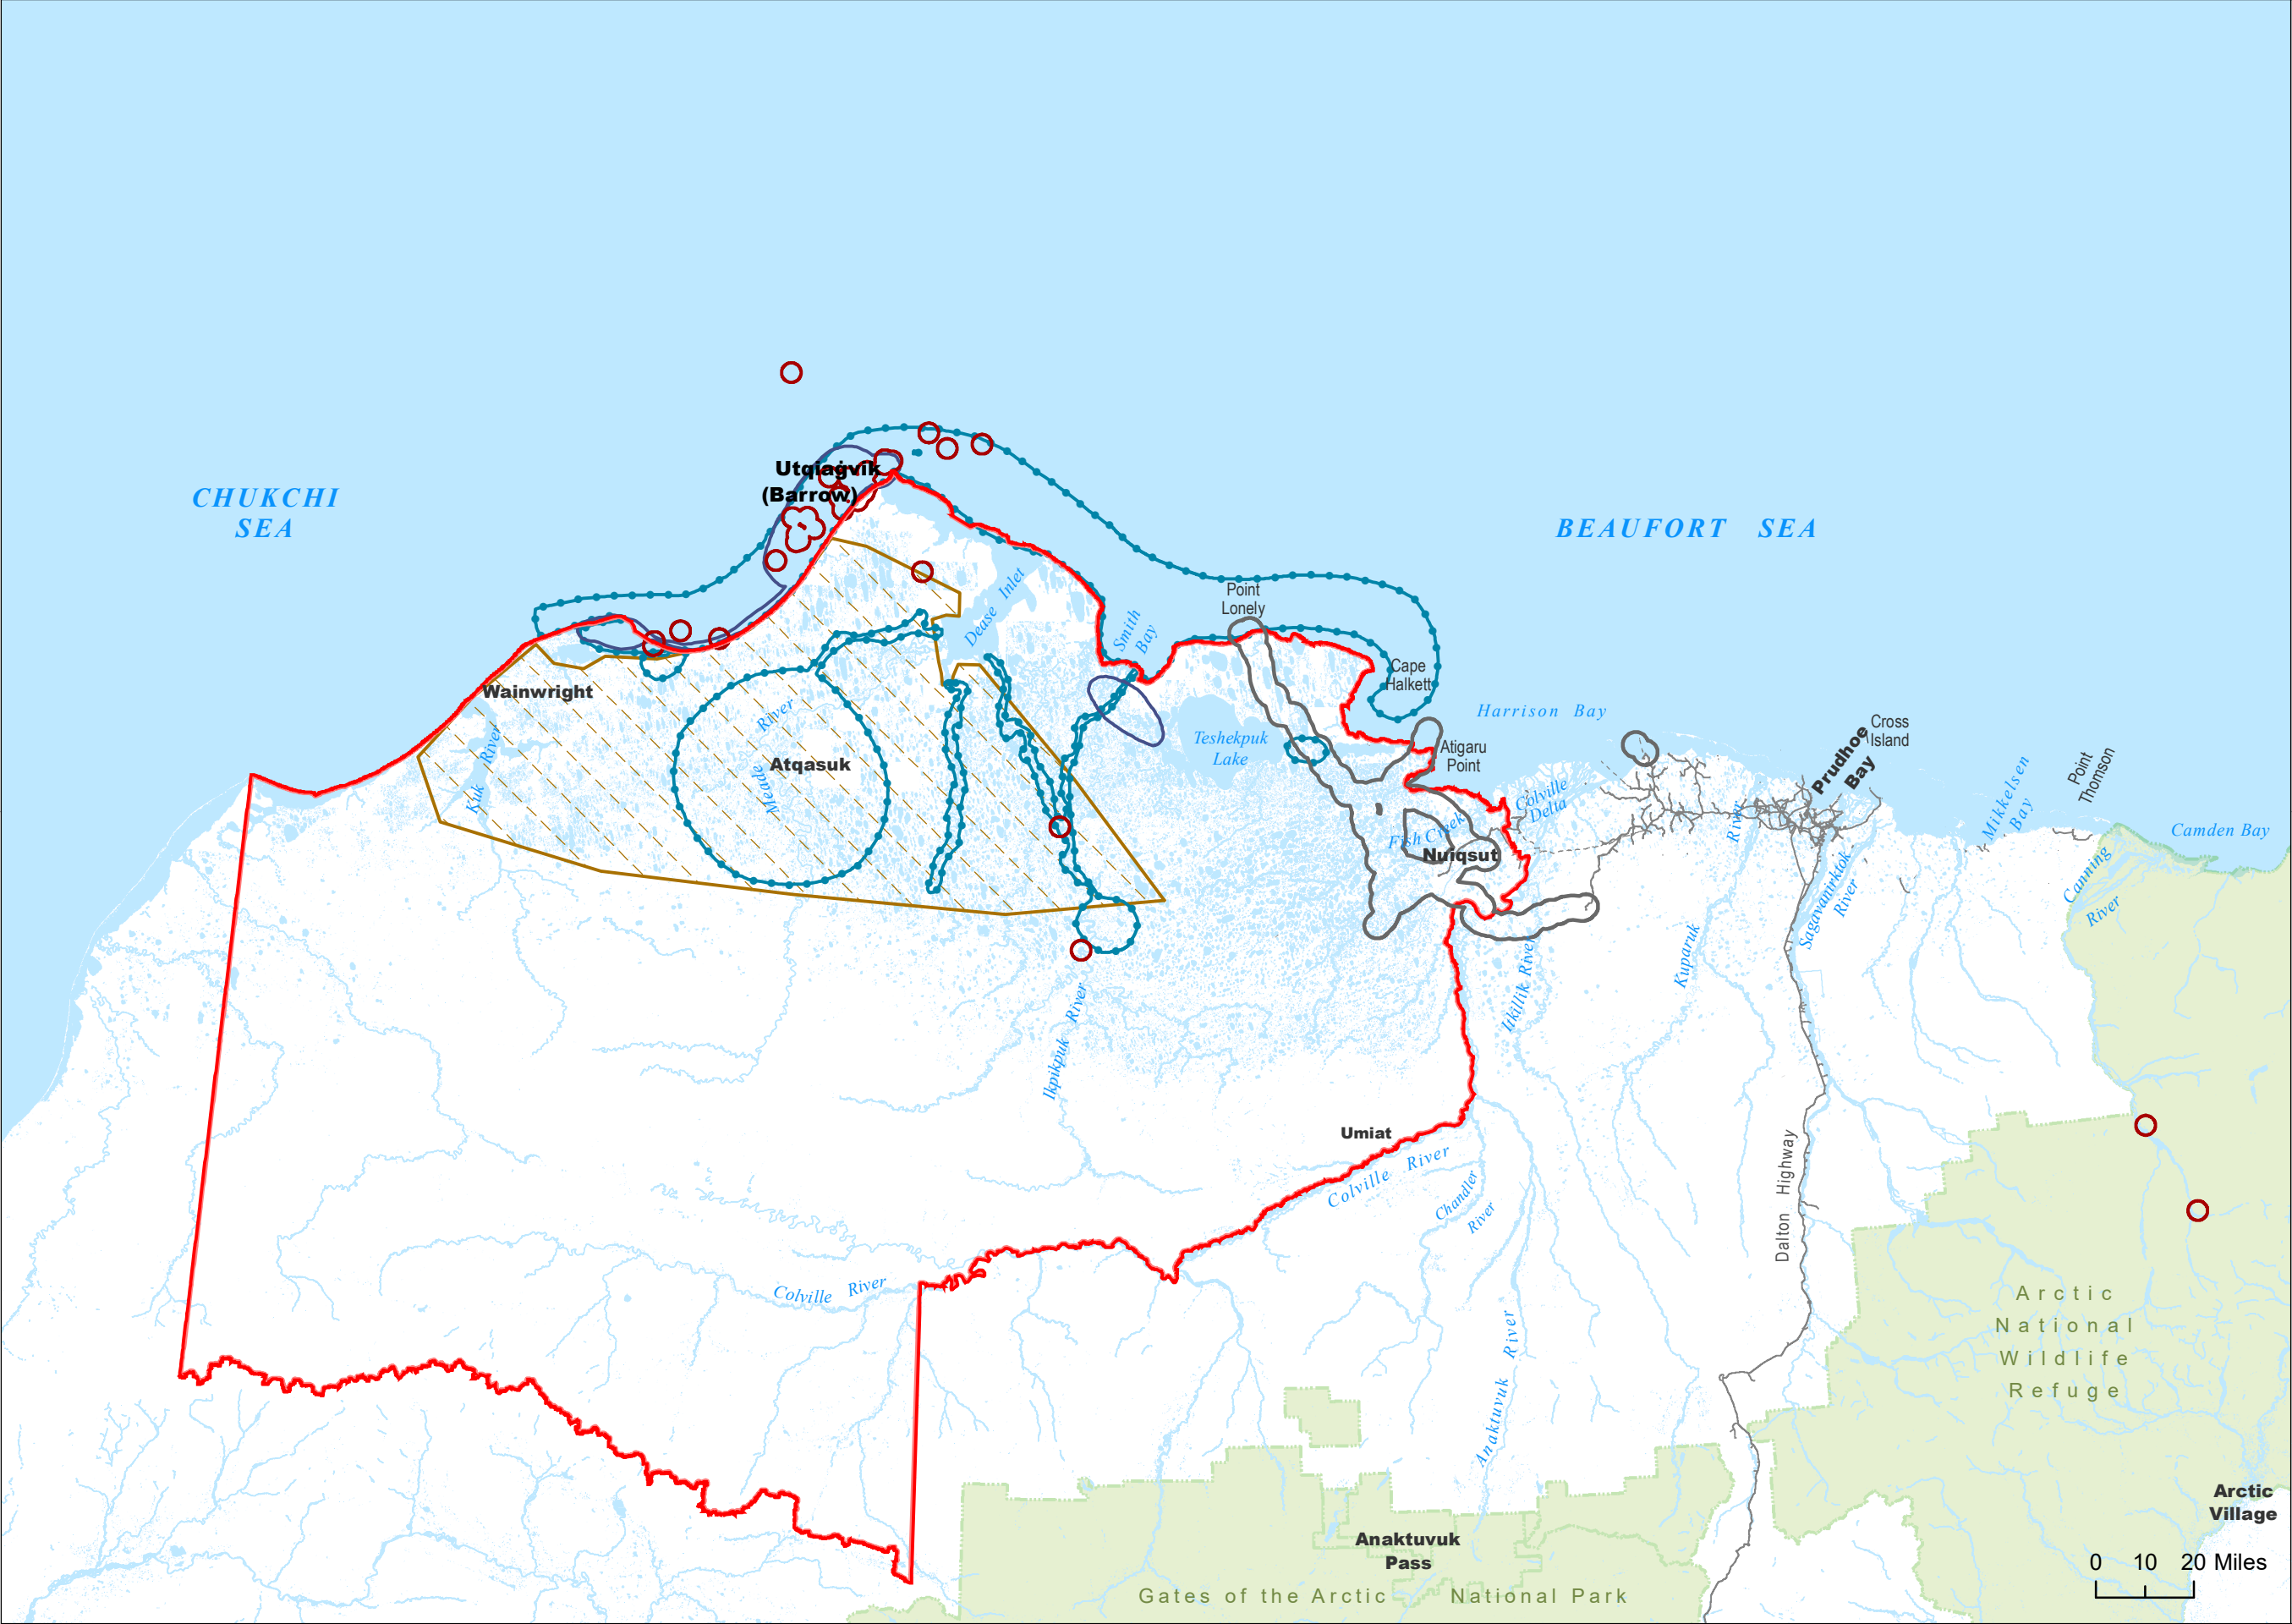 CHUKCHI
SEA
BEAUFORT SEA
Utqiaġvik
(Barrow)
Dease Inlet
Smith
Bay
Point
Lonely
Cape
Halkett
Harrison Bay
Wainwright
Kuk River
Meade River
Atqasuk
Teshekpuk
Lake
Atigaru
Point
Colville
Delta
Fish Creek
Nuiqsut
Prudhoe
Bay
Cross
Island
Mikkelsen
Bay
Point
Thomson
Camden Bay
Canning
River
Sagavanirktok
River
Kuparuk
River
Itkillik River
Ikpikpuk River
Umiat
Colville River
Chandler
River
Colville River
Anaktuvuk River
Dalton Highway
Arctic
National
Wildlife
Refuge
Arctic
Village
Anaktuvuk
Pass
Gates of the Arctic National Park
0 10 20 Miles